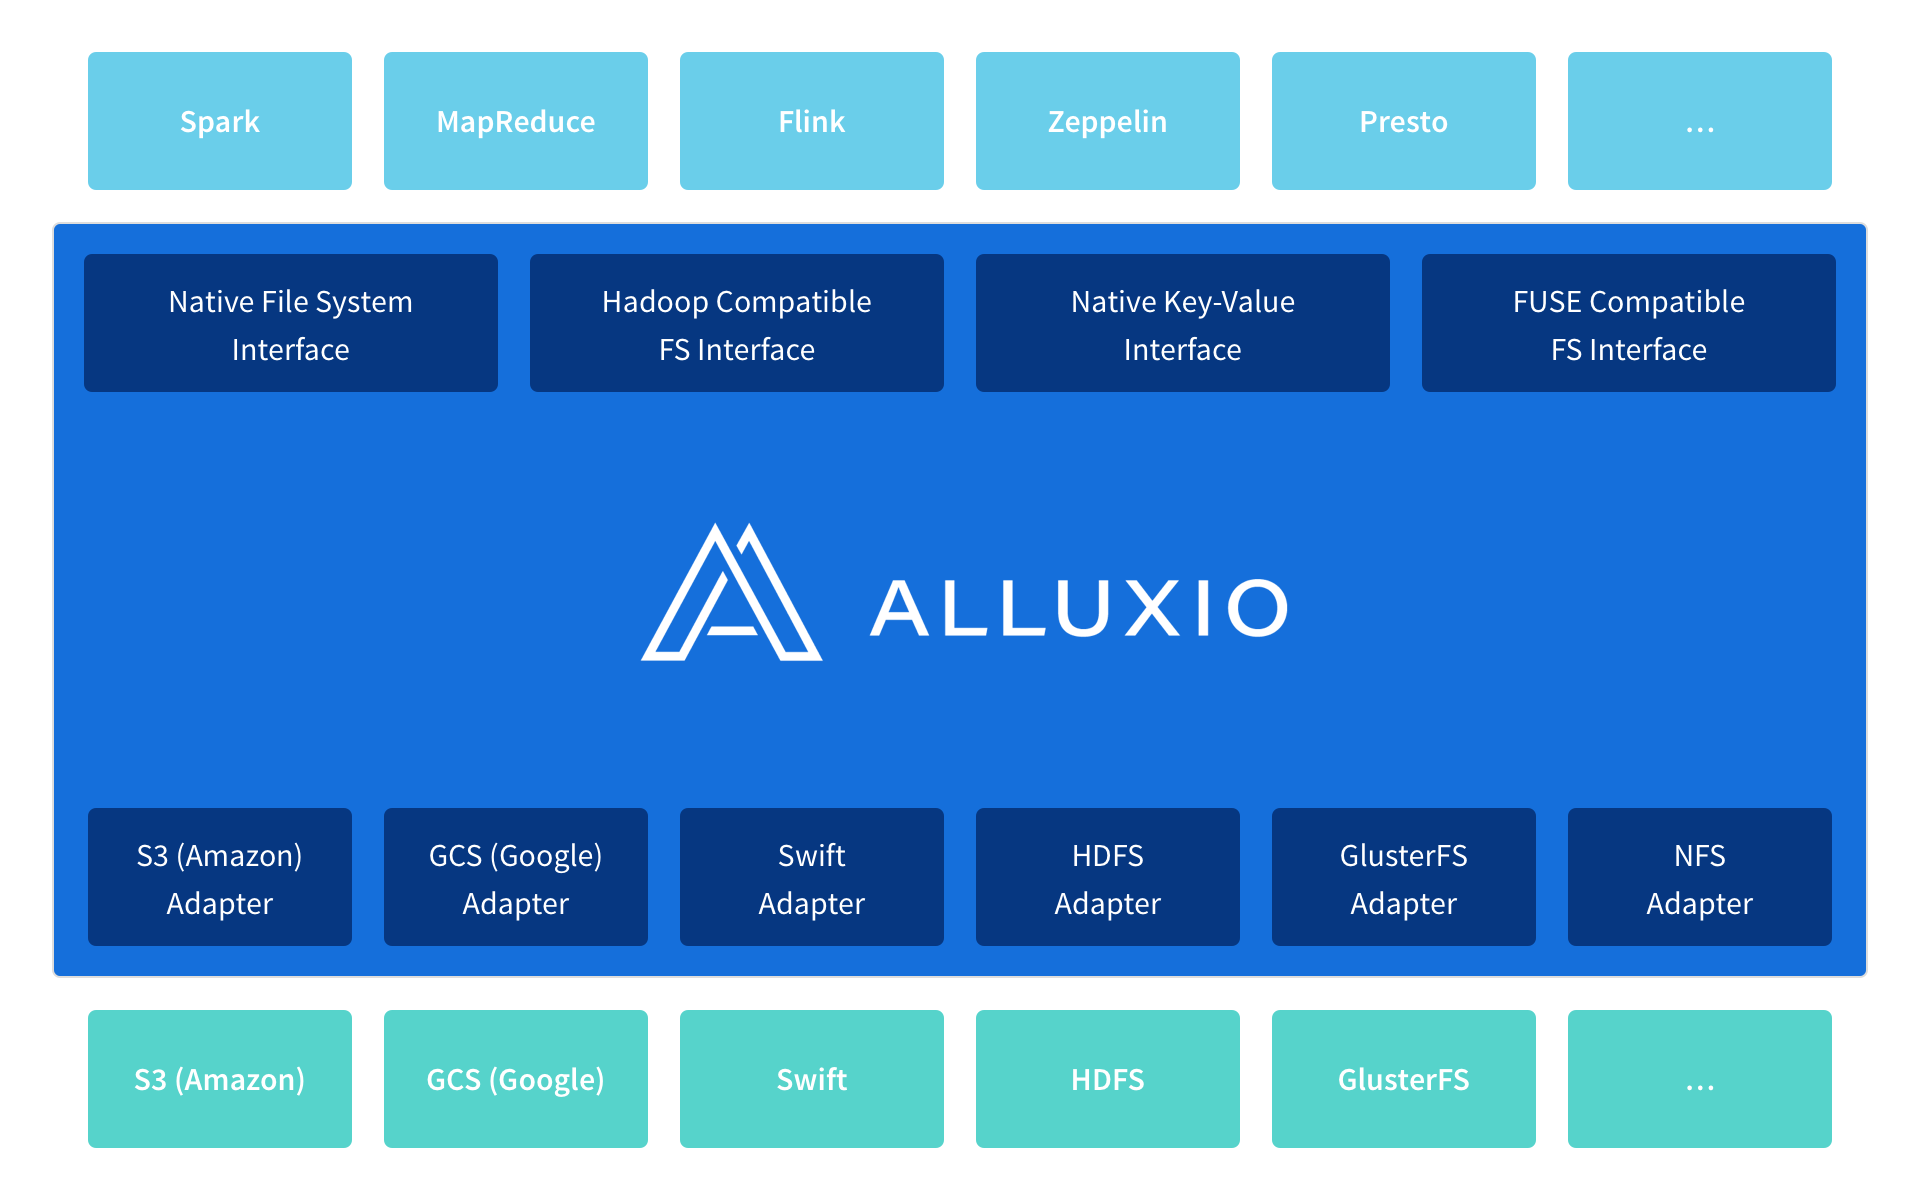 Spark
MapReduce
Flink
Zeppelin
Presto
...
Native File System
Interface
Hadoop Compatible
FS Interface
Native Key-Value
Interface
FUSE Compatible
FS Interface
ALLUXIO
S3 (Amazon)
Adapter
GCS (Google)
Adapter
Swift
Adapter
HDFS
Adapter
GlusterFS
Adapter
NFS
Adapter
S3 (Amazon)
GCS (Google)
Swift
HDFS
GlusterFS
...